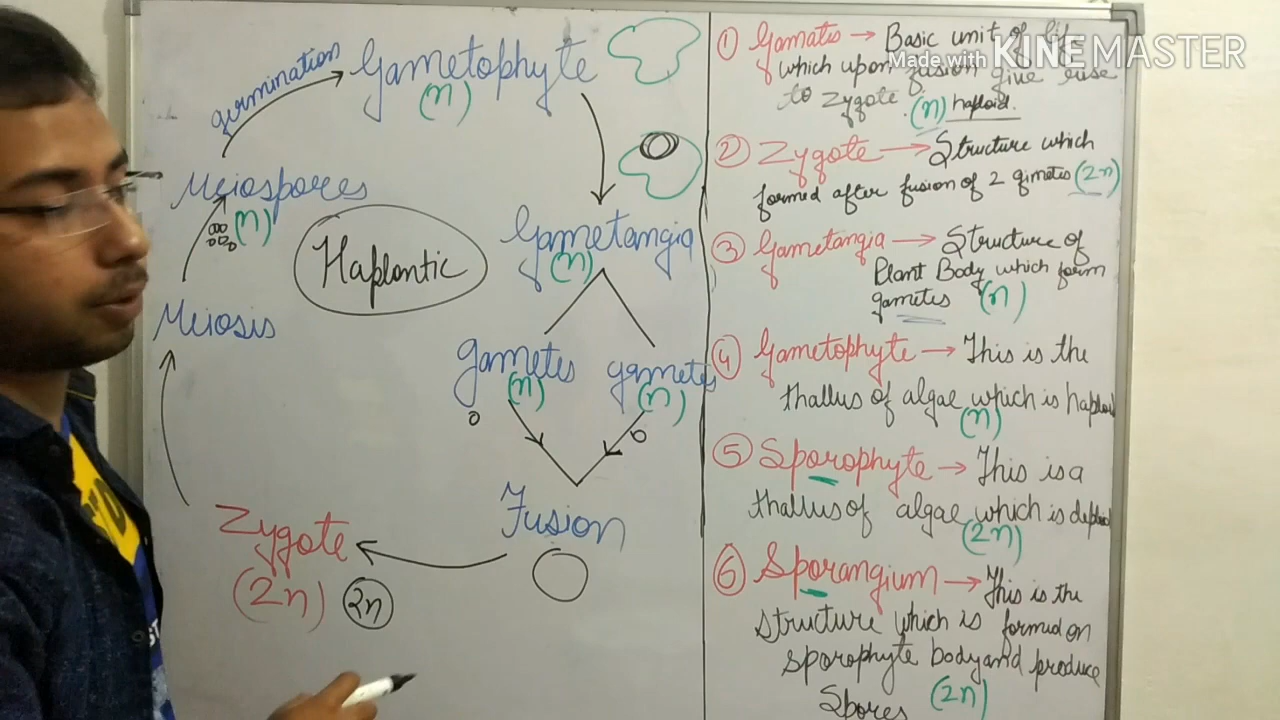 germination
Gametophyte
(n)
Meiospores
(n)
Haplontic
Gametangia
(n)
Meiosis
gametes
(n)
gametes
(n)
Fusion
Zygote
(2n)
2n
① Gamates → Basic unit of
Made with KINEMASTER
which upon fusion give rise
to zygote. (n) haploid.
② Zygote → Structure which
formed after fusion of 2 gimetes (2n)
③ Gametangia → Structure of
Plant Body which form
gametes (n)
④ Gametophyte → This is the
thallus of algae which is haploid
(n)
⑤ Sporophyte → This is a
thallus of algae which is
(2n)
⑥ Sporangium → This is the
structure which is formed on
sporophyte body and produce
Spores (2n)